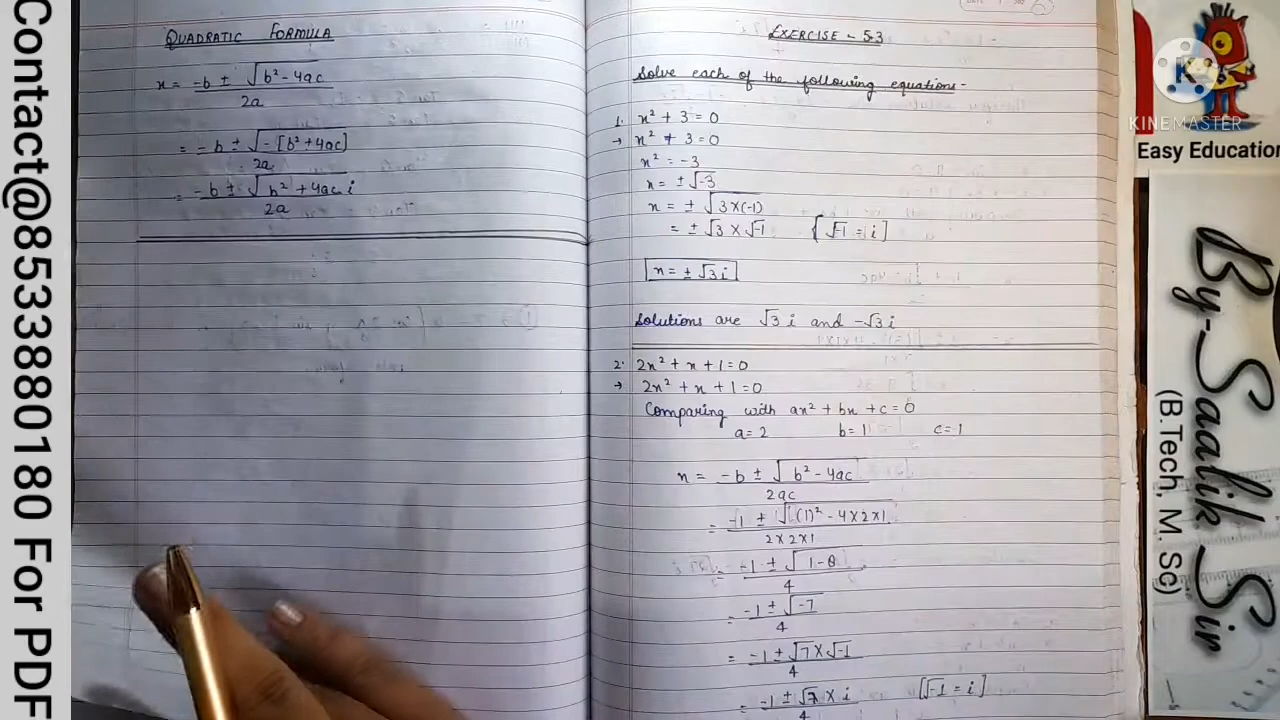 Contact@8533880180 For PDF
QUADRATIC FORMULA
x = -b ± √b² - 4ac
2a
= -b ± √-[b² + 4ac]
2a
= -b ± √b² + 4ac i
2a
EXERCISE - 5.3
Solve each of the following equations-
1. x² + 3 = 0
→ x² + 3 = 0
x² = -3
x = ± √-3
x = ± √3×(-1)
= ± √3 × √-1 [√-1 = i]
x = ± √3 i
Solutions are √3 i and -√3 i
2. 2x² + x + 1 = 0
→ 2x² + x + 1 = 0
Comparing with ax² + bx + c = 0
a = 2 b = 1 c = 1
x = -b ± √b² - 4ac
2ac
= -1 ± √(1)² - 4×2×1
2×2×1
= -1 ± √1-8
4
= -1 ± √-7
4
= -1 ± √7 × √-1
4
= -1 ± √7 × i [√-1 = i]
4
K
KINEMASTER
Easy Education
By-Saalik Sir
(B.Tech, M. Sc)